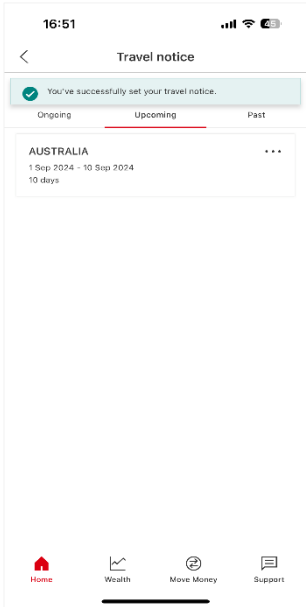 16:51
45
Travel notice
You've successfully set your travel notice.
Ongoing Upcoming Past
AUSTRALIA
1 Sep 2024 - 10 Sep 2024
10 days
Home Wealth Move Money Support